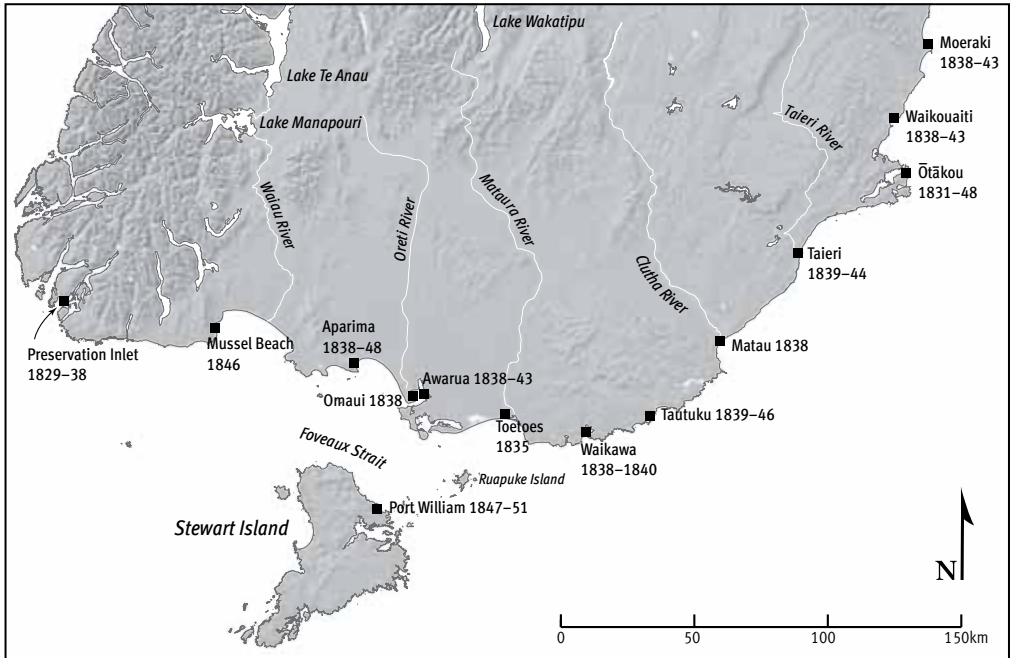 Lake Wakatipu
Moeraki
1838–43
Lake Te Anau
Lake Manapouri
Waikouaiti
1838–43
Taieri River
Ōtākou
1831–48
Waiau River
Oreti River
Mataura River
Clutha River
Taieri
1839–44
Preservation Inlet
1829–38
Mussel Beach
1846
Aparima
1838–48
Matau 1838
Omaui 1838
Awarua 1838–43
Toetoes
1835
Tautuku 1839–46
Waikawa
1838–1840
Foveaux Strait
Ruapuke Island
Port William 1847–51
Stewart Island
N
0
50
100
150km